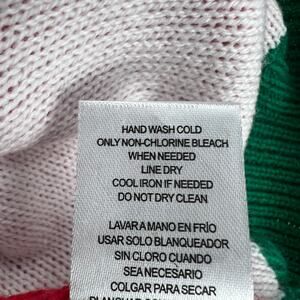 HAND WASH COLD
ONLY NON-CHLORINE BLEACH
WHEN NEEDED
LINE DRY
COOL IRON IF NEEDED
DO NOT DRY CLEAN
LAVAR A MANO EN FRÍO
USAR SOLO BLANQUEADOR
SIN CLORO CUANDO
SEA NECESARIO
COLGAR PARA SECAR